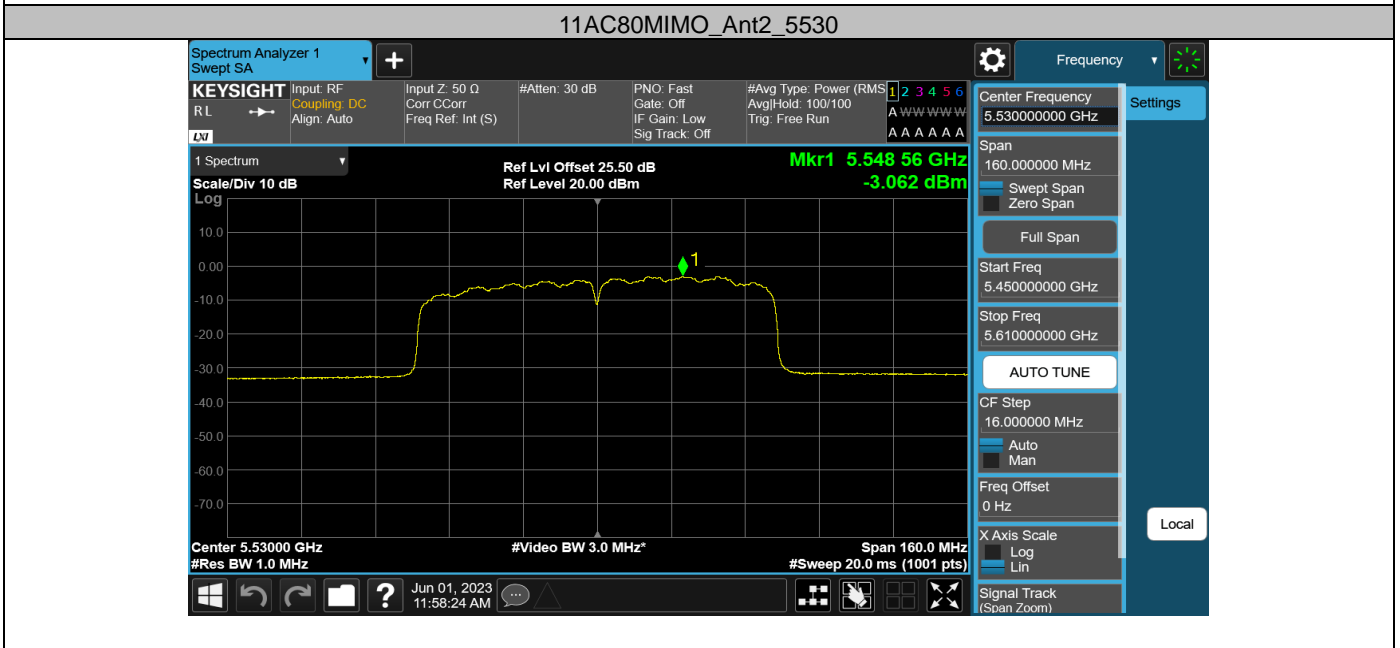 11AC80MIMO_Ant2_5530
Spectrum Analyzer 1
Swept SA
Frequency
KEYSIGHT
RL
LXI
Input: RF
Coupling: DC
Align: Auto
Input Z: 50 Ω
Corr CCorr
Freq Ref: Int (S)
#Atten: 30 dB
PNO: Fast
Gate: Off
IF Gain: Low
Sig Track: Off
#Avg Type: Power (RMS
Avg|Hold: 100/100
Trig: Free Run
1 2 3 4 5 6
A W W W W W
A A A A A A
1 Spectrum
Scale/Div 10 dB
Log
Ref Lvl Offset 25.50 dB
Ref Level 20.00 dBm
Mkr1 5.548 56 GHz
-3.062 dBm
10.0
0.00
-10.0
-20.0
-30.0
-40.0
-50.0
-60.0
-70.0
1
Center 5.53000 GHz
#Res BW 1.0 MHz
#Video BW 3.0 MHz*
Span 160.0 MHz
#Sweep 20.0 ms (1001 pts)
Jun 01, 2023
11:58:24 AM
Center Frequency
5.530000000 GHz
Span
160.000000 MHz
Swept Span
Zero Span
Full Span
Start Freq
5.450000000 GHz
Stop Freq
5.610000000 GHz
AUTO TUNE
CF Step
16.000000 MHz
Auto
Man
Freq Offset
0 Hz
X Axis Scale
Log
Lin
Signal Track
(Span Zoom)
Settings
Local